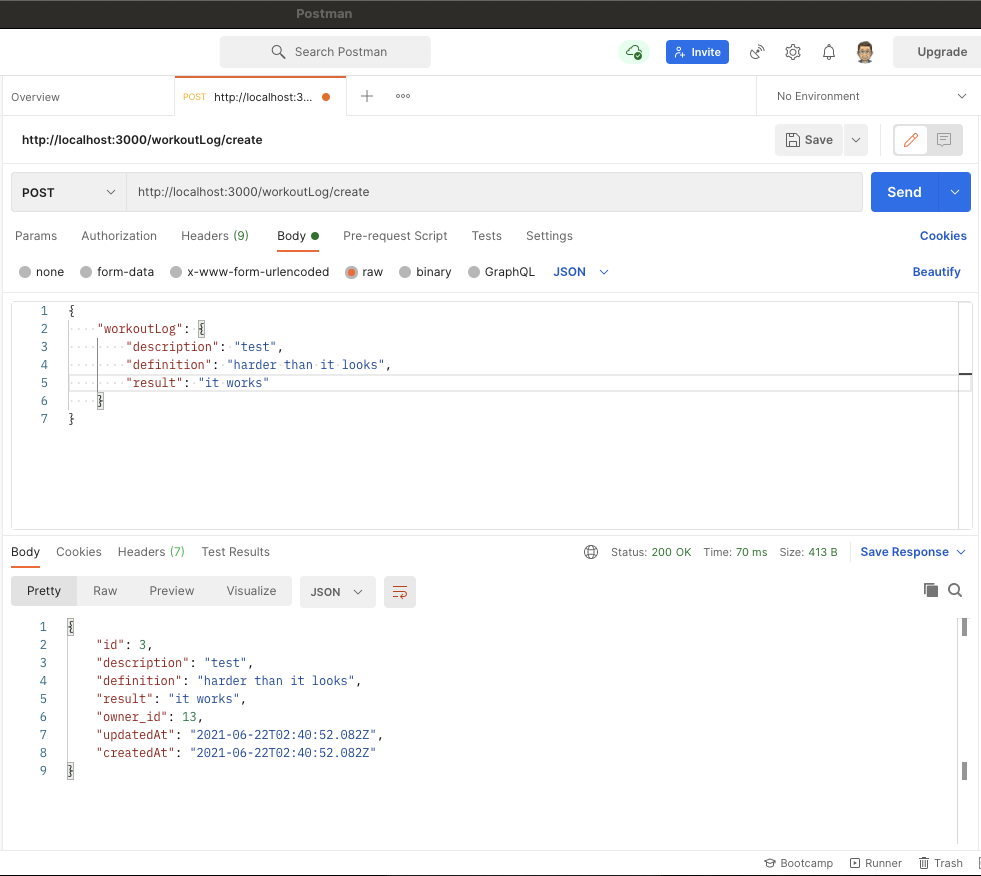 Postman
Search Postman
Invite
Upgrade
Overview
POST http://localhost:3...
No Environment
http://localhost:3000/workoutLog/create
Save
POST http://localhost:3000/workoutLog/create
Send
Params Authorization Headers (9) Body Pre-request Script Tests Settings
Cookies
none form-data x-www-form-urlencoded raw binary GraphQL JSON
Beautify
1 {
2 "workoutLog": {
3 "description": "test",
4 "definition": "harder than it looks",
5 "result": "it works"
6 }
7 }
Body Cookies Headers (7) Test Results
Status: 200 OK Time: 70 ms Size: 413 B Save Response
Pretty Raw Preview Visualize JSON
1 {
2 "id": 3,
3 "description": "test",
4 "definition": "harder than it looks",
5 "result": "it works",
6 "owner_id": 13,
7 "updatedAt": "2021-06-22T02:40:52.082Z",
8 "createdAt": "2021-06-22T02:40:52.082Z"
9 }
Bootcamp Runner Trash